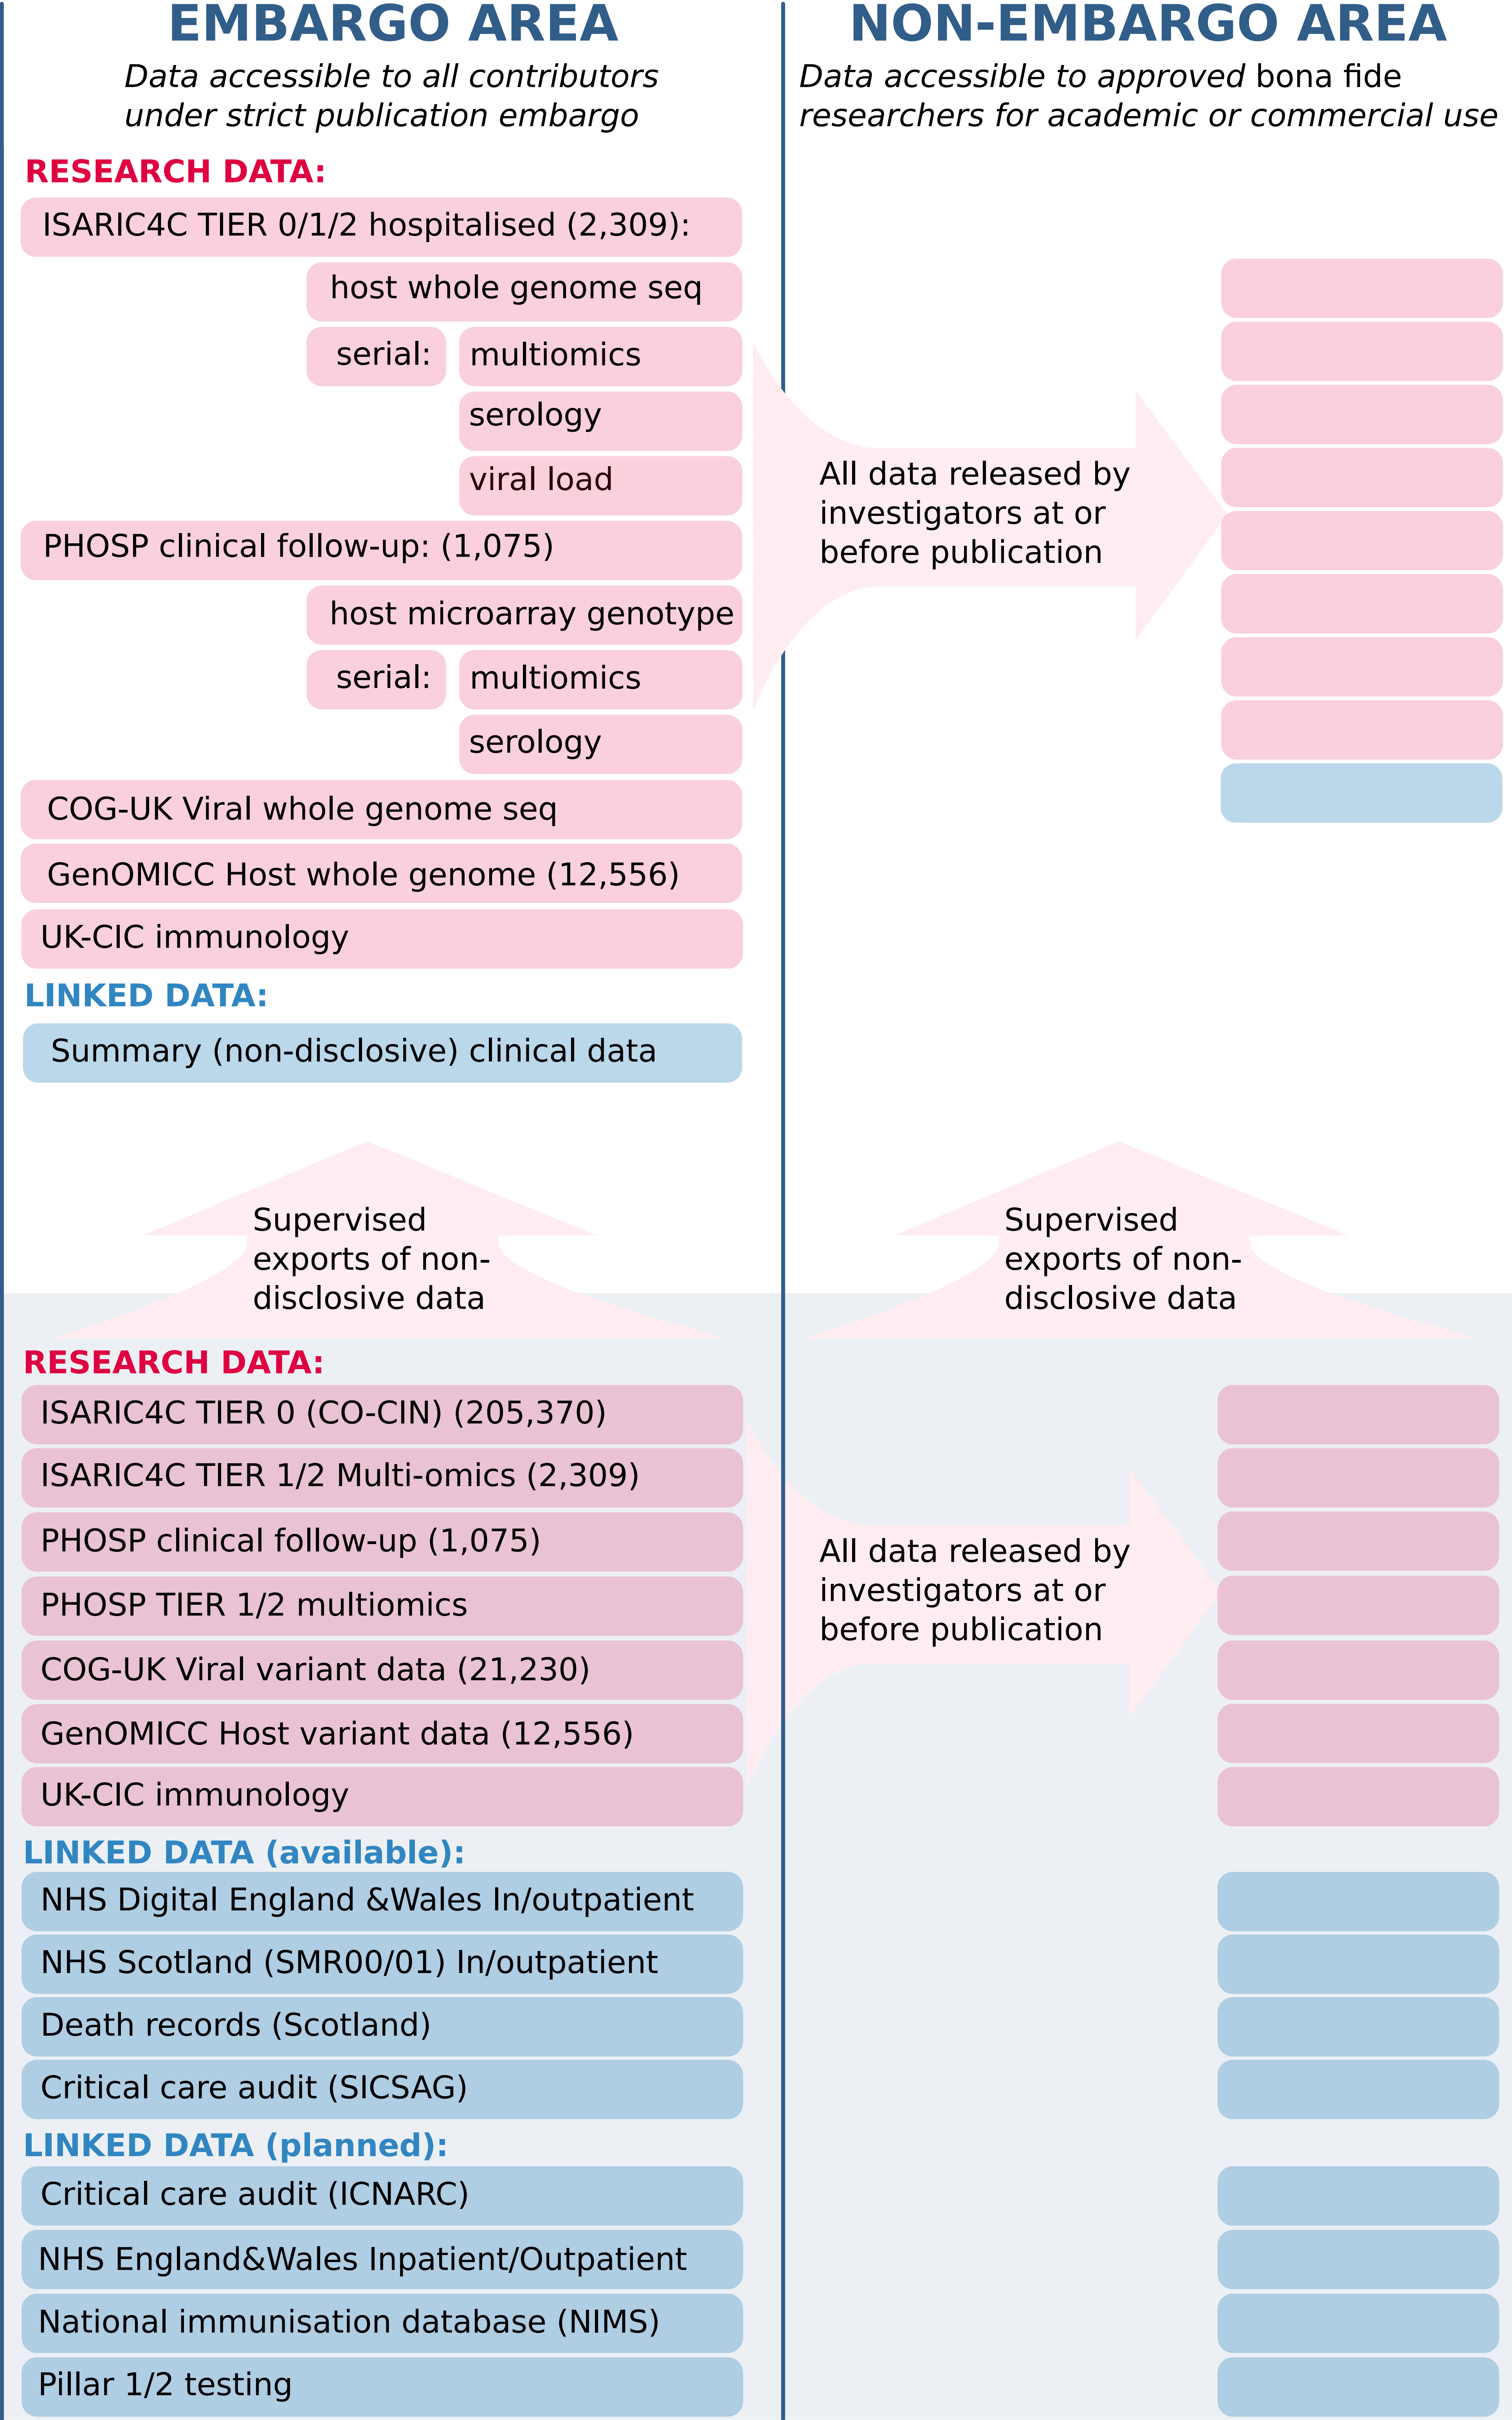 EMBARGO AREA
Data accessible to all contributors
under strict publication embargo
NON-EMBARGO AREA
Data accessible to approved bona fide
researchers for academic or commercial use
RESEARCH DATA:
ISARIC4C TIER 0/1/2 hospitalised (2,309):
host whole genome seq
serial: multiomics
serology
viral load
PHOSP clinical follow-up: (1,075)
host microarray genotype
serial: multiomics
serology
COG-UK Viral whole genome seq
GenOMICC Host whole genome (12,556)
UK-CIC immunology
All data released by
investigators at or
before publication
LINKED DATA:
Summary (non-disclosive) clinical data
Supervised
exports of non-
disclosive data
Supervised
exports of non-
disclosive data
RESEARCH DATA:
ISARIC4C TIER 0 (CO-CIN) (205,370)
ISARIC4C TIER 1/2 Multi-omics (2,309)
PHOSP clinical follow-up (1,075)
PHOSP TIER 1/2 multiomics
COG-UK Viral variant data (21,230)
GenOMICC Host variant data (12,556)
UK-CIC immunology
All data released by
investigators at or
before publication
LINKED DATA (available):
NHS Digital England &Wales In/outpatient
NHS Scotland (SMR00/01) In/outpatient
Death records (Scotland)
Critical care audit (SICSAG)
LINKED DATA (planned):
Critical care audit (ICNARC)
NHS England&Wales Inpatient/Outpatient
National immunisation database (NIMS)
Pillar 1/2 testing